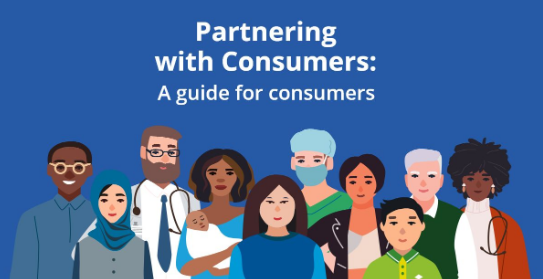 Partnering
with Consumers:
A guide for consumers